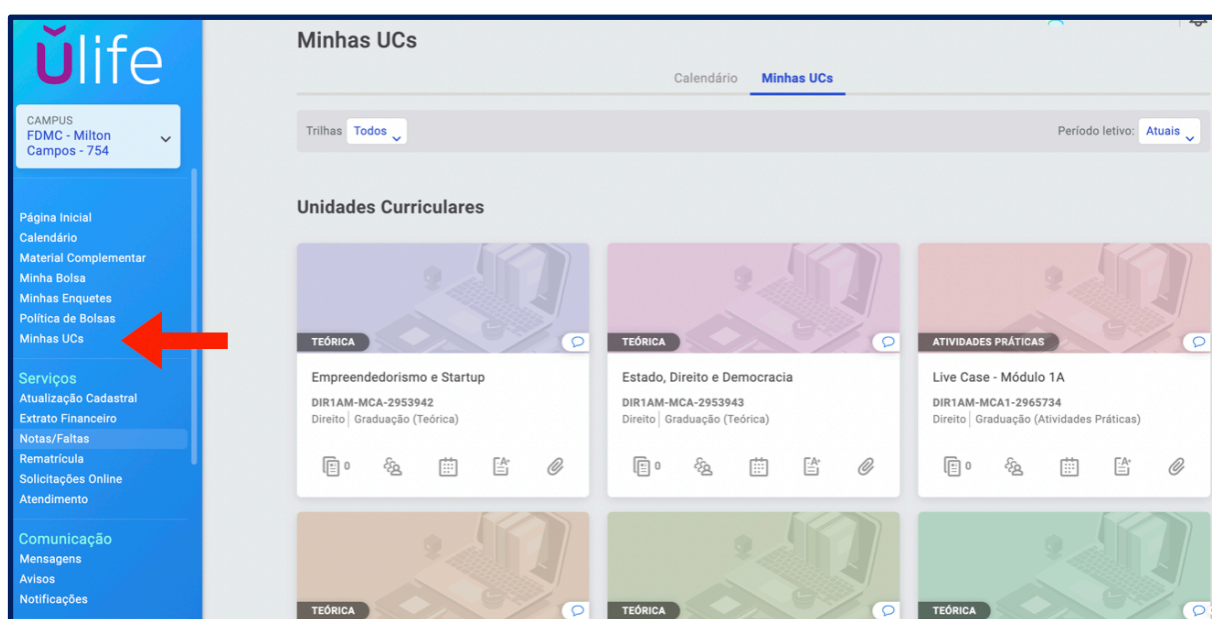 ŭlife
CAMPUS
FDMC - Milton
Campos - 754
Página Inicial
Calendário
Material Complementar
Minha Bolsa
Minhas Enquetes
Política de Bolsas
Minhas UCs
Serviços
Atualização Cadastral
Extrato Financeiro
Notas/Faltas
Rematrícula
Solicitações Online
Atendimento
Comunicação
Mensagens
Avisos
Notificações
Minhas UCs
Calendário Minhas UCs
Trilhas Todos Período letivo: Atuais
Unidades Curriculares
TEÓRICA
Empreendedorismo e Startup
DIR1AM-MCA-2953942
Direito | Graduação (Teórica)
0
TEÓRICA
Estado, Direito e Democracia
DIR1AM-MCA-2953943
Direito | Graduação (Teórica)
0
ATIVIDADES PRÁTICAS
Live Case - Módulo 1A
DIR1AM-MCA1-2965734
Direito | Graduação (Atividades Práticas)
0
TEÓRICA
TEÓRICA
TEÓRICA